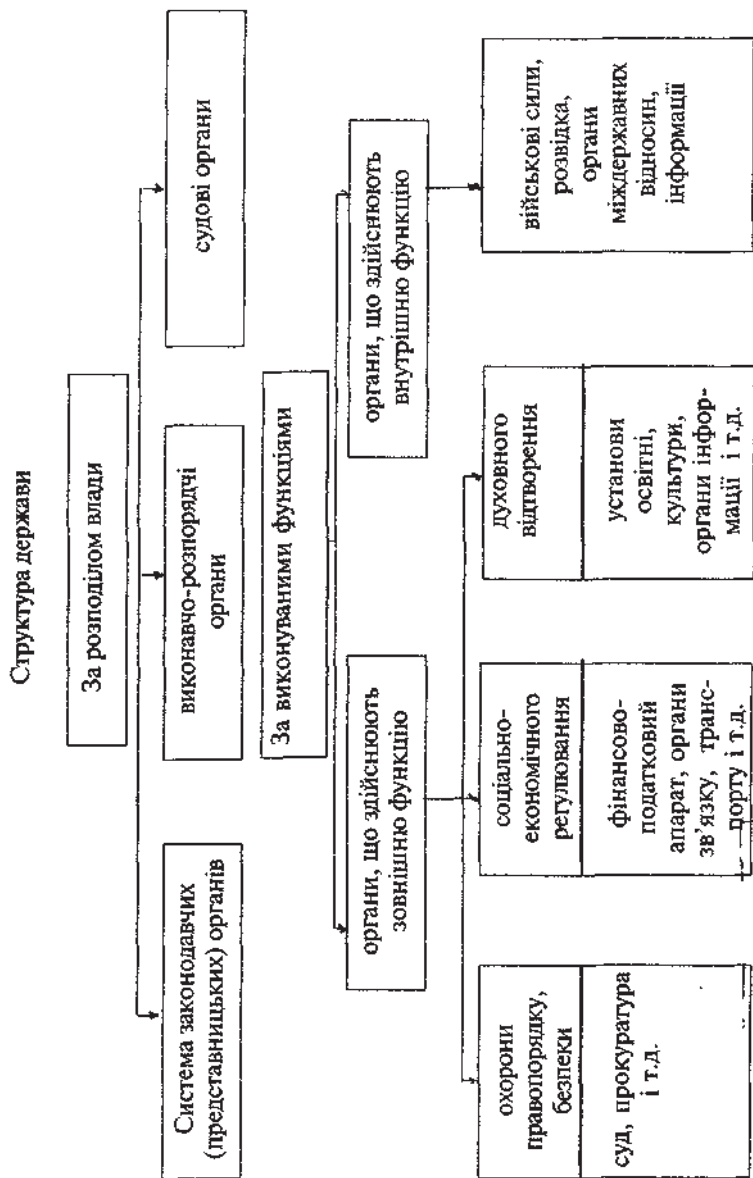 Структура держави
За розподілом влади
Система законодавчих
(представницьких) органів
виконавчо-розпорядчі
органи
судові органи
За виконуваними функціями
органи, що здійснюють
зовнішню функцію
органи, що здійснюють
внутрішню функцію
охорони
правопорядку,
безпеки
суд, прокуратура
і т.д.
соціально-
економічного
регулювання
фінансово-
податковий
апарат, органи
зв’язку, транс-
порту і т.д.
духовного
відтворення
установи
освітні,
культури,
органи інфор-
мації і т.д.
військові сили,
розвідка,
органи
міждержавних
відносин,
інформації